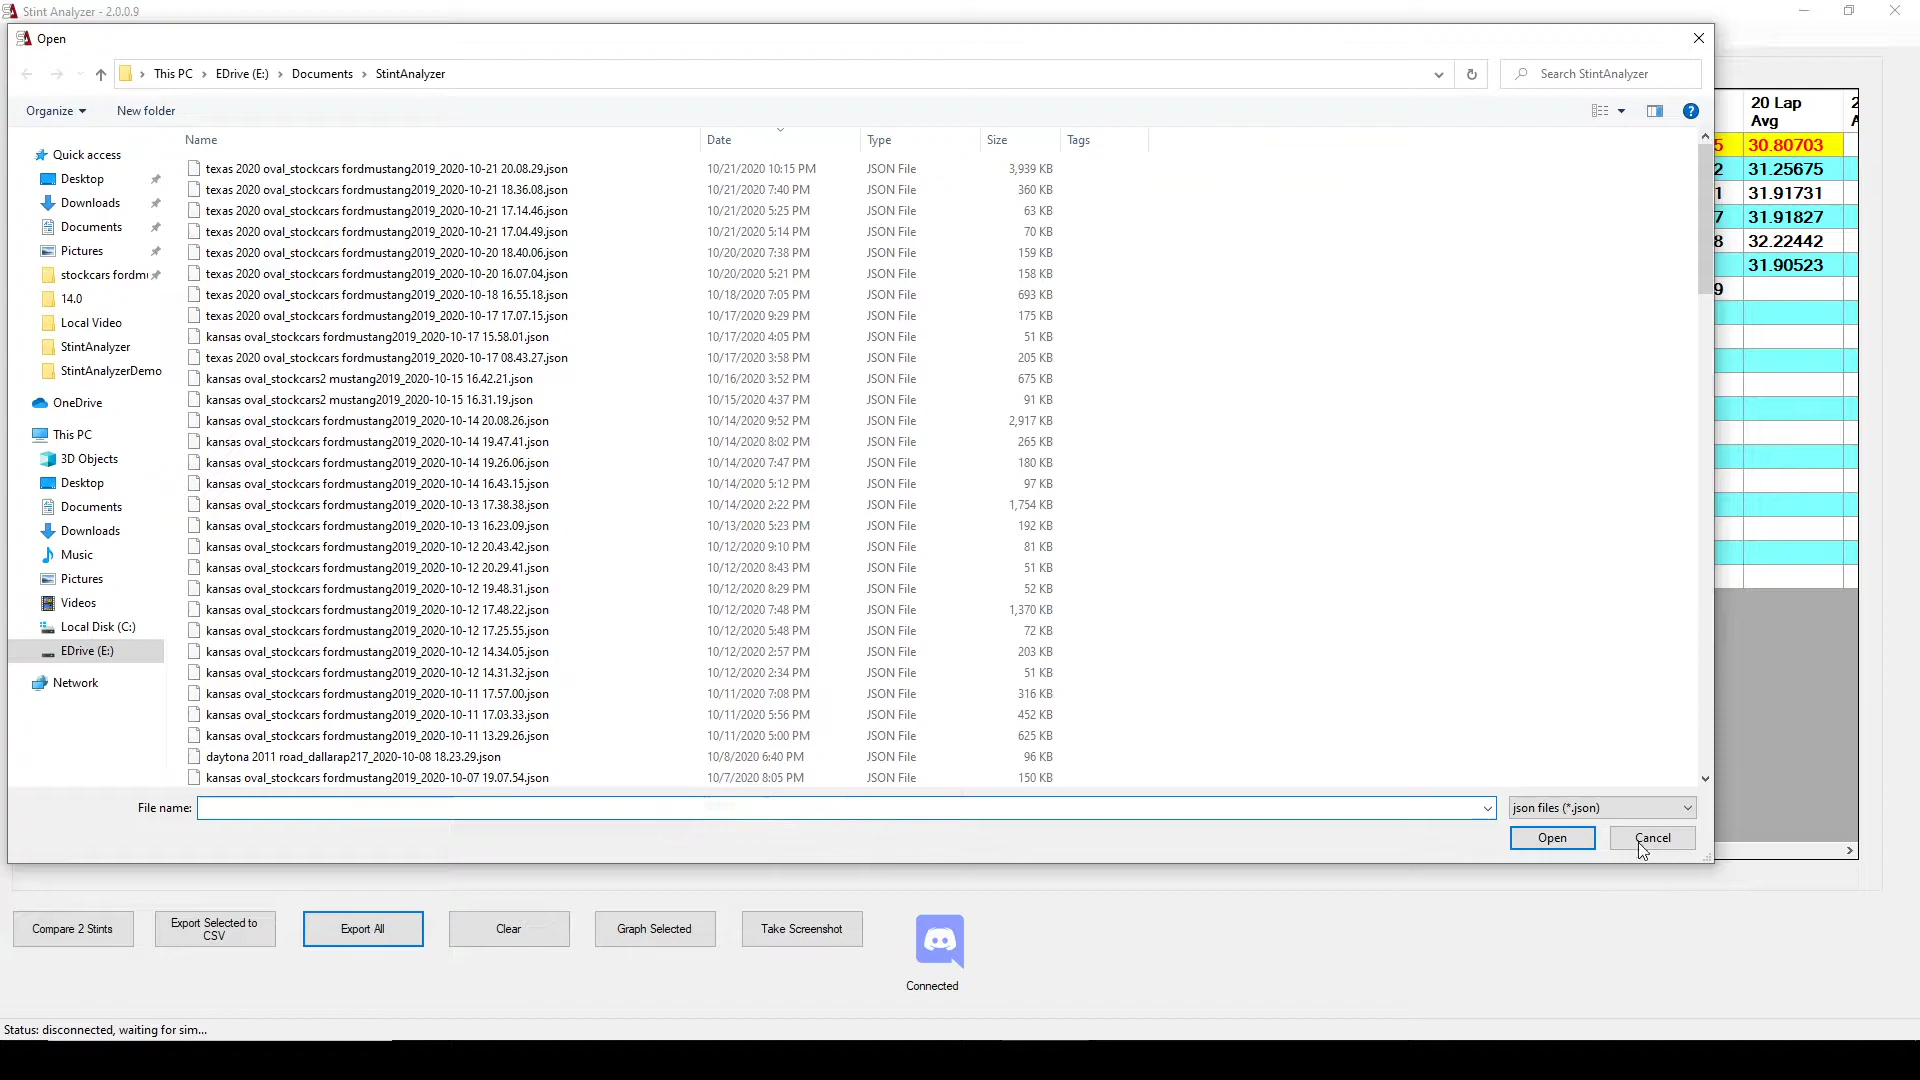 Stint Analyzer - 2.0.0.9
Open
This PC > EDrive (E:) > Documents > StintAnalyzer
Search StintAnalyzer
Organize
New folder
Name Date Type Size Tags
Quick access
Desktop
Downloads
Documents
Pictures
stockcars fordmu
14.0
Local Video
StintAnalyzer
StintAnalyzerDemo
OneDrive
This PC
3D Objects
Desktop
Documents
Downloads
Music
Pictures
Videos
Local Disk (C:)
EDrive (E:)
Network
texas 2020 oval_stockcars fordmustang2019_2020-10-21 20.08.29.json 10/21/2020 10:15 PM JSON File 3,939 KB
texas 2020 oval_stockcars fordmustang2019_2020-10-21 18.36.08.json 10/21/2020 7:40 PM JSON File 360 KB
texas 2020 oval_stockcars fordmustang2019_2020-10-21 17.14.46.json 10/21/2020 5:25 PM JSON File 63 KB
texas 2020 oval_stockcars fordmustang2019_2020-10-21 17.04.49.json 10/21/2020 5:14 PM JSON File 70 KB
texas 2020 oval_stockcars fordmustang2019_2020-10-20 18.40.06.json 10/20/2020 7:38 PM JSON File 159 KB
texas 2020 oval_stockcars fordmustang2019_2020-10-20 16.07.04.json 10/20/2020 5:21 PM JSON File 158 KB
texas 2020 oval_stockcars fordmustang2019_2020-10-18 16.55.18.json 10/18/2020 7:05 PM JSON File 693 KB
texas 2020 oval_stockcars fordmustang2019_2020-10-17 17.07.15.json 10/17/2020 9:29 PM JSON File 175 KB
kansas oval_stockcars fordmustang2019_2020-10-17 15.58.01.json 10/17/2020 4:05 PM JSON File 51 KB
texas 2020 oval_stockcars fordmustang2019_2020-10-17 08.43.27.json 10/17/2020 3:58 PM JSON File 205 KB
kansas oval_stockcars2 mustang2019_2020-10-15 16.42.21.json 10/16/2020 3:52 PM JSON File 675 KB
kansas oval_stockcars2 mustang2019_2020-10-15 16.31.19.json 10/15/2020 4:37 PM JSON File 91 KB
kansas oval_stockcars fordmustang2019_2020-10-14 20.08.26.json 10/14/2020 9:52 PM JSON File 2,917 KB
kansas oval_stockcars fordmustang2019_2020-10-14 19.47.41.json 10/14/2020 8:02 PM JSON File 265 KB
kansas oval_stockcars fordmustang2019_2020-10-14 19.26.06.json 10/14/2020 7:47 PM JSON File 180 KB
kansas oval_stockcars fordmustang2019_2020-10-14 16.43.15.json 10/14/2020 5:12 PM JSON File 97 KB
kansas oval_stockcars fordmustang2019_2020-10-13 17.38.38.json 10/14/2020 2:22 PM JSON File 1,754 KB
kansas oval_stockcars fordmustang2019_2020-10-13 16.23.09.json 10/13/2020 5:23 PM JSON File 192 KB
kansas oval_stockcars fordmustang2019_2020-10-12 20.43.42.json 10/12/2020 9:10 PM JSON File 81 KB
kansas oval_stockcars fordmustang2019_2020-10-12 20.29.41.json 10/12/2020 8:43 PM JSON File 51 KB
kansas oval_stockcars fordmustang2019_2020-10-12 19.48.31.json 10/12/2020 8:29 PM JSON File 52 KB
kansas oval_stockcars fordmustang2019_2020-10-12 17.48.22.json 10/12/2020 7:48 PM JSON File 1,370 KB
kansas oval_stockcars fordmustang2019_2020-10-12 17.25.55.json 10/12/2020 5:48 PM JSON File 72 KB
kansas oval_stockcars fordmustang2019_2020-10-12 14.34.05.json 10/12/2020 2:57 PM JSON File 203 KB
kansas oval_stockcars fordmustang2019_2020-10-12 14.31.32.json 10/12/2020 2:34 PM JSON File 51 KB
kansas oval_stockcars fordmustang2019_2020-10-11 17.57.00.json 10/11/2020 7:08 PM JSON File 316 KB
kansas oval_stockcars fordmustang2019_2020-10-11 17.03.33.json 10/11/2020 5:56 PM JSON File 452 KB
kansas oval_stockcars fordmustang2019_2020-10-11 13.29.26.json 10/11/2020 5:00 PM JSON File 625 KB
daytona 2011 road_dallarap217_2020-10-08 18.23.29.json 10/8/2020 6:40 PM JSON File 96 KB
kansas oval_stockcars fordmustang2019_2020-10-07 19.07.54.json 10/7/2020 8:05 PM JSON File 150 KB
20 Lap 2
Avg A
5 30.80703
2 31.25675
1 31.91731
7 31.91827
8 32.22442
31.90523
9
File name:
json files (*.json)
Open
Cancel
Compare 2 Stints
Export Selected to
CSV
Export All
Clear
Graph Selected
Take Screenshot
Connected
Status: disconnected, waiting for sim...